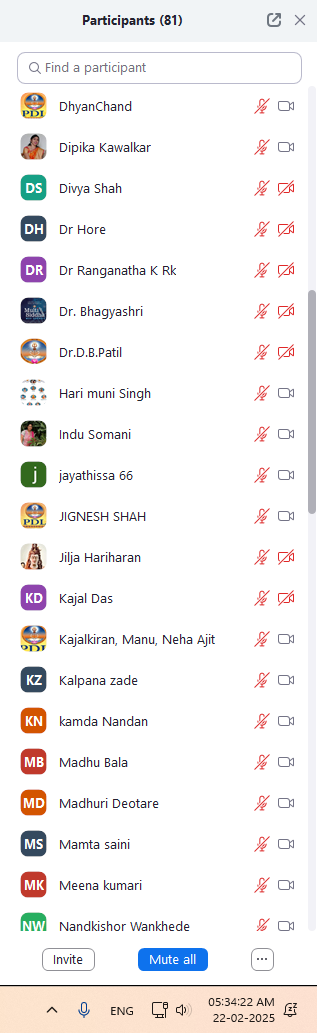 Participants (81)
Find a participant
DhyanChand
Dipika Kawalkar
DS Divya Shah
DH Dr Hore
DR Dr Ranganatha K Rk
Dr. Bhagyashri
Dr.D.B.Patil
Hari muni Singh
Indu Somani
j jayathissa 66
PDL JIGNESH SHAH
Jilja Hariharan
KD Kajal Das
Kajalkiran, Manu, Neha Ajit
KZ Kalpana zade
KN kamda Nandan
MB Madhu Bala
MD Madhuri Deotare
MS Mamta saini
MK Meena kumari
NW Nandkishor Wankhede
Invite Mute all ...
ENG 05:34:22 AM
22-02-2025